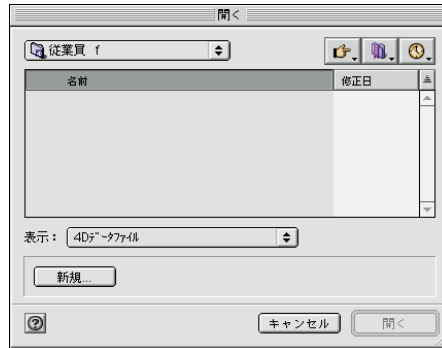 開く
従業員 f
名前 修正日
表示： 4Dﾃﾞｰﾀﾌｧｲﾙ
新規...
? キャンセル 開く